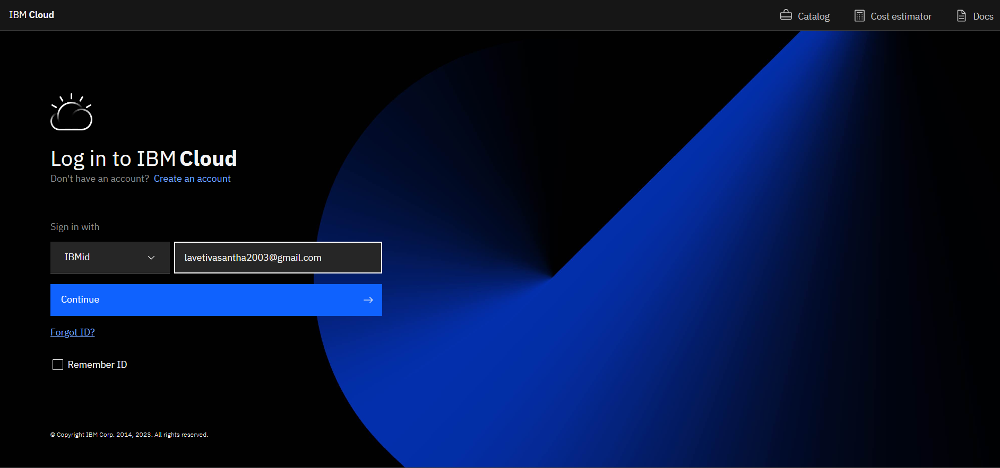 IBM Cloud
Catalog
Cost estimator
Docs
Log in to IBM Cloud
Don't have an account? Create an account
Sign in with
IBMid
lavetivasantha2003@gmail.com
Continue
Forgot ID?
Remember ID
© Copyright IBM Corp. 2014, 2023. All rights reserved.